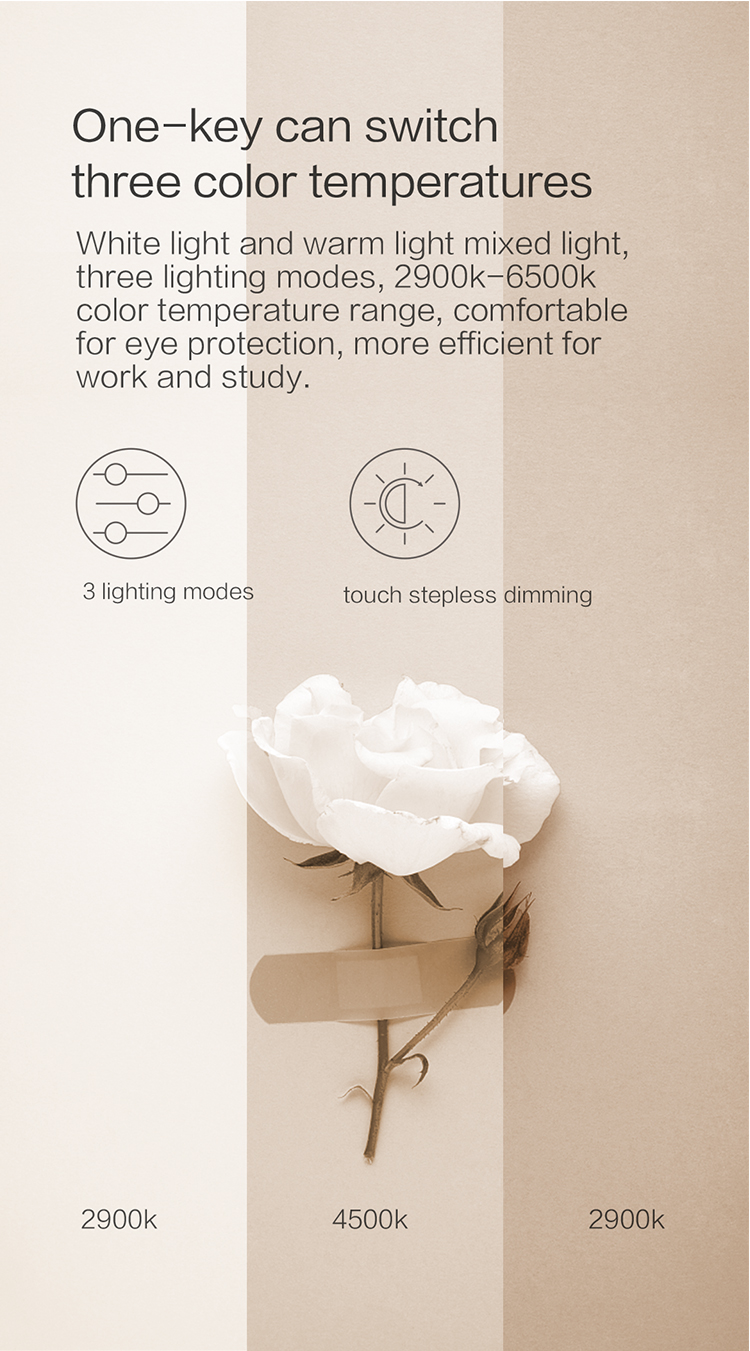 One-key can switch
three color temperatures
White light and warm light mixed light,
three lighting modes, 2900k-6500k
color temperature range, comfortable
for eye protection, more efficient for
work and study.
3 lighting modes
touch stepless dimming
2900k
4500k
2900k